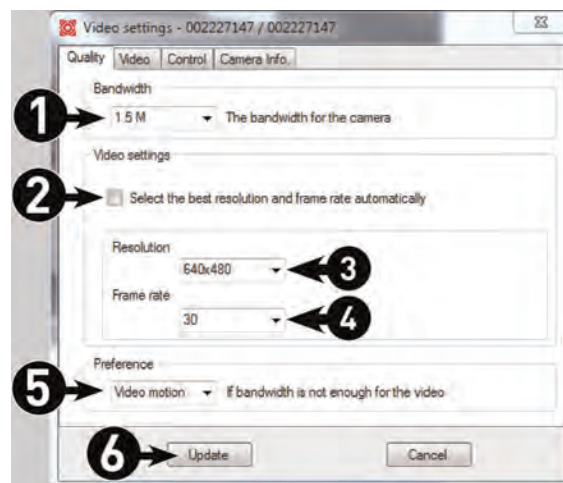 Video settings - 002227147 / 002227147
Quality Video Control Camera Info.
Bandwidth
1 1.5 M The bandwidth for the camera
Video settings
2 Select the best resolution and frame rate automatically
Resolution
640x480 3
Frame rate
30 4
Preference
5 Video motion If bandwidth is not enough for the video
6 Update Cancel